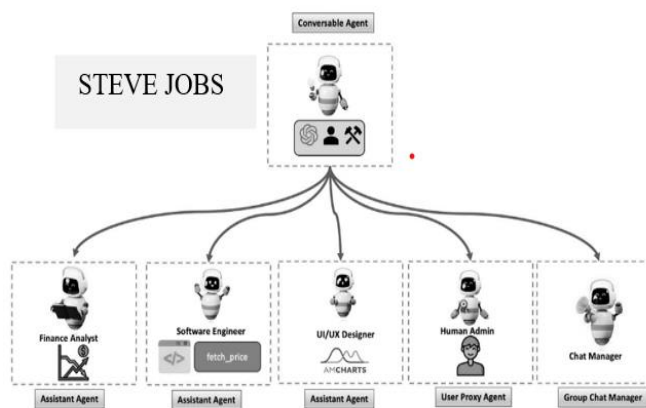 Conversable Agent
STEVE JOBS
Finance Analyst
Software Engineer
</>
fetch_price
UI/UX Designer
AMCHARTS
Human Admin
Chat Manager
Assistant Agent
Assistant Agent
Assistant Agent
User Proxy Agent
Group Chat Manager